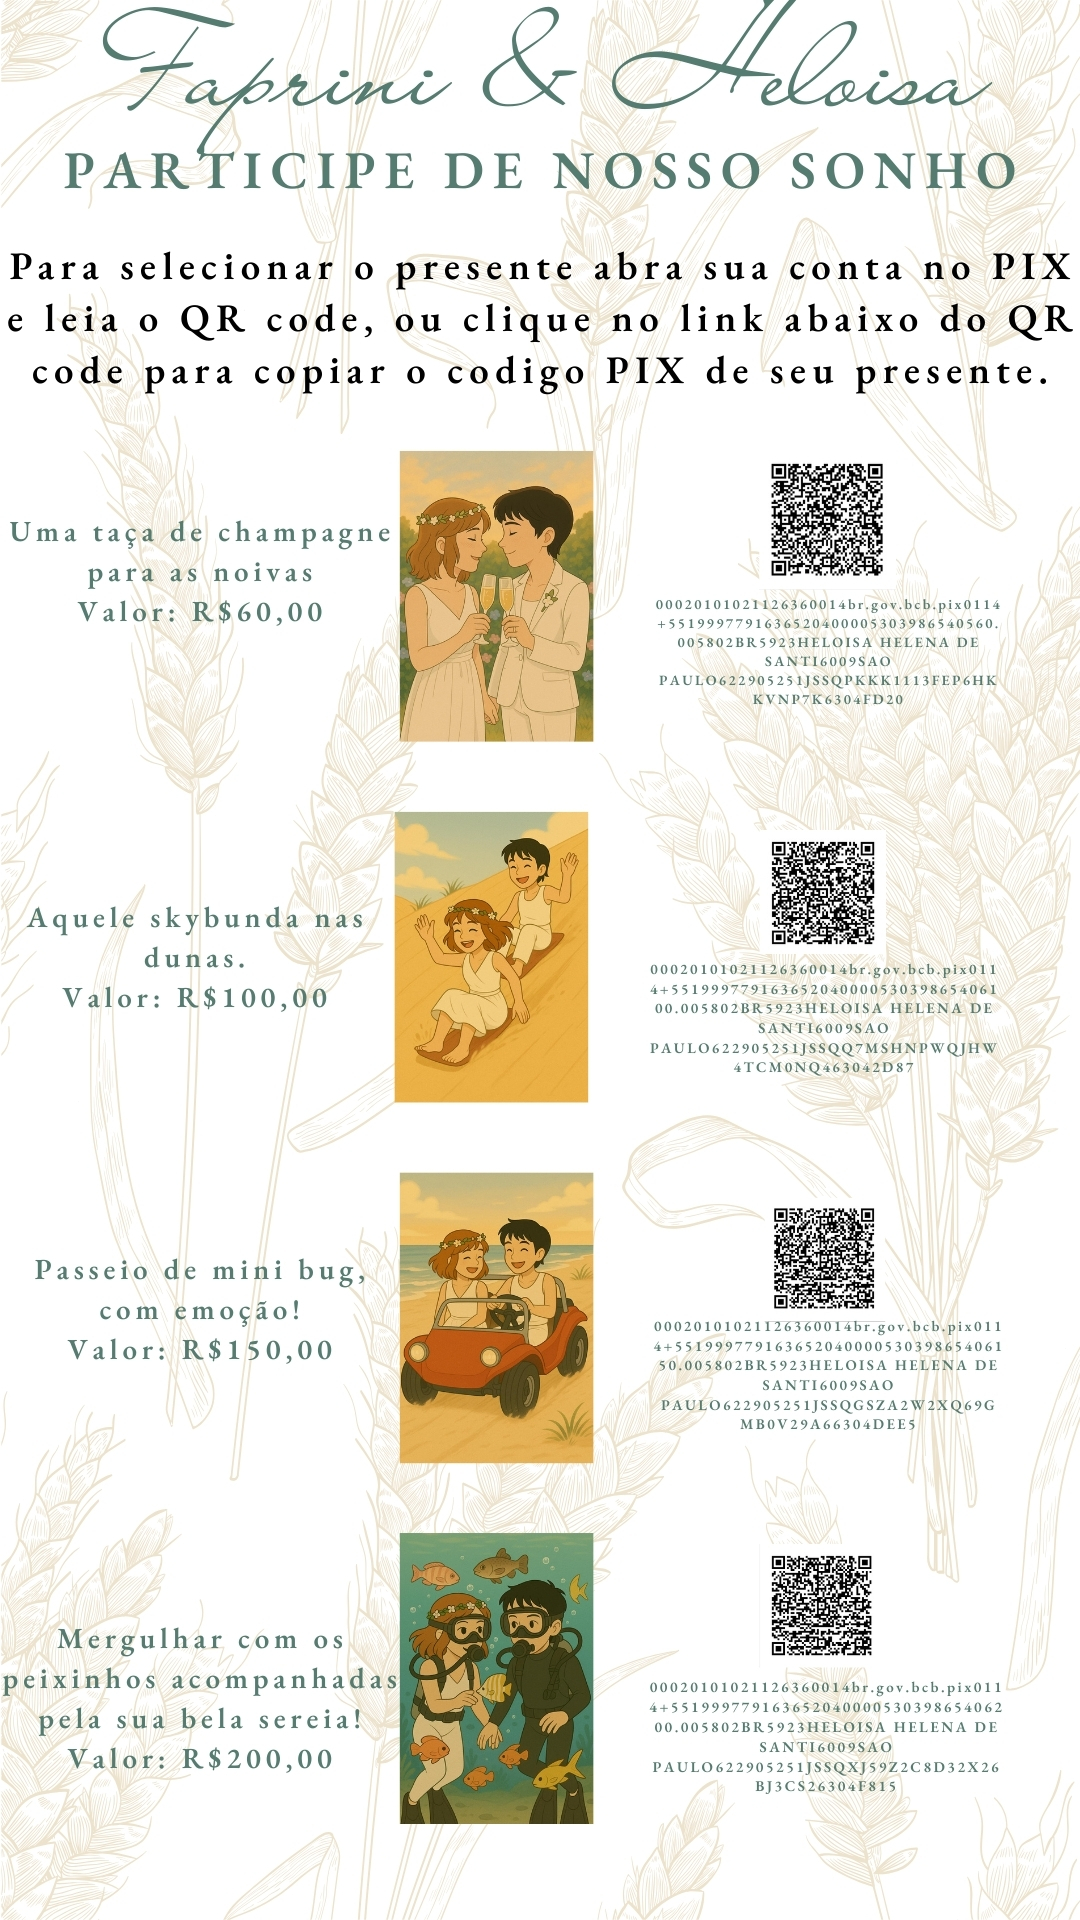 Faprini & Heloisa
PARTICIPE DE NOSSO SONHO
Para selecionar o presente abra sua conta no PIX
e leia o QR code, ou clique no link abaixo do QR
code para copiar o codigo PIX de seu presente.
Uma taça de champagne
para as noivas
Valor: R$60,00
00020101021126360014br.gov.bcb.pix0114
+5519997791636520400005303986540560.
005802BR5923HELOISA HELENA DE
SANTI6009SAO
PAULO622905251JSSQPKKK1113FEP6HK
KVNP7K6304FD20
Aquele skybunda nas
dunas.
Valor: R$100,00
00020101021126360014br.gov.bcb.pix011
4+551999779163652040000530398654061
00.005802BR5923HELOISA HELENA DE
SANTI6009SAO
PAULO622905251JSSQQ7MSHNPWQJHW
4TCM0NQ463042D87
Passeio de mini bug,
com emoção!
Valor: R$150,00
00020101021126360014br.gov.bcb.pix011
4+551999779163652040000530398654061
50.005802BR5923HELOISA HELENA DE
SANTI6009SAO
PAULO622905251JSSQGSZA2W2XQ69G
MB0V29A66304DEE5
Mergulhar com os
peixinhos acompanhadas
pela sua bela sereia!
Valor: R$200,00
00020101021126360014br.gov.bcb.pix011
4+551999779163652040000530398654062
00.005802BR5923HELOISA HELENA DE
SANTI6009SAO
PAULO622905251JSSQXJ59Z2C8D32X26
BJ3CS26304F815